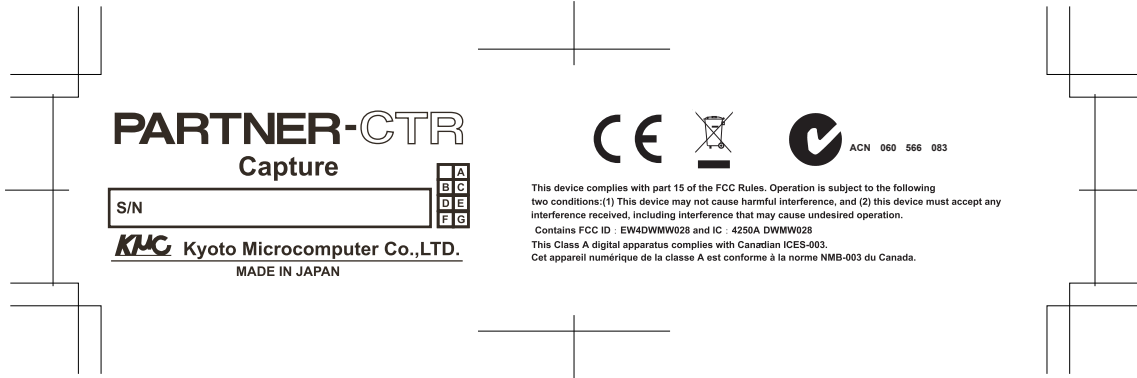 PARTNER-CTR
Capture
A
B C
D E
F G
S/N
KMC Kyoto Microcomputer Co.,LTD.
MADE IN JAPAN
CE
ACN 060 566 083
This device complies with part 15 of the FCC Rules. Operation is subject to the following
two conditions:(1) This device may not cause harmful interference, and (2) this device must accept any
interference received, including interference that may cause undesired operation.
Contains FCC ID : EW4DWMW028 and IC : 4250A DWMW028
This Class A digital apparatus complies with Canadian ICES-003.
Cet appareil numérique de la classe A est conforme à la norme NMB-003 du Canada.